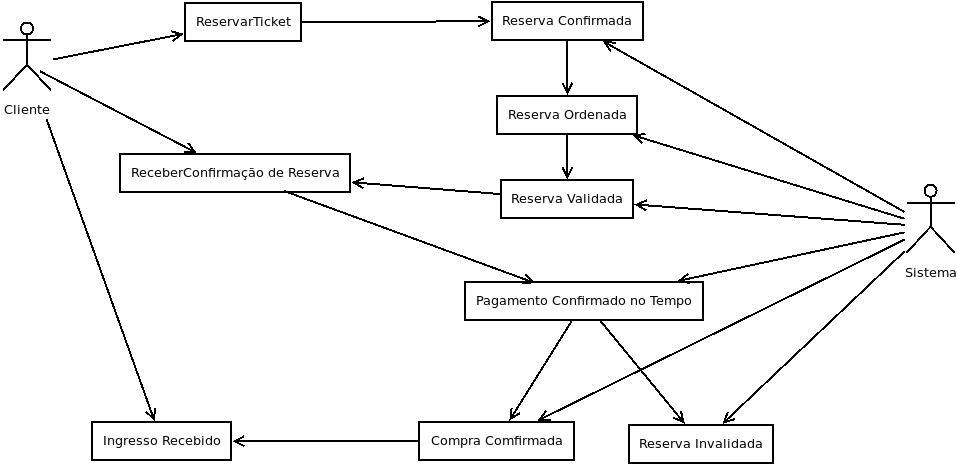 ReservarTicket
Reserva Confirmada
Cliente
Reserva Ordenada
ReceberConfirmação de Reserva
Reserva Validada
Sistema
Pagamento Confirmado no Tempo
Ingresso Recebido
Compra Comfirmada
Reserva Invalidada